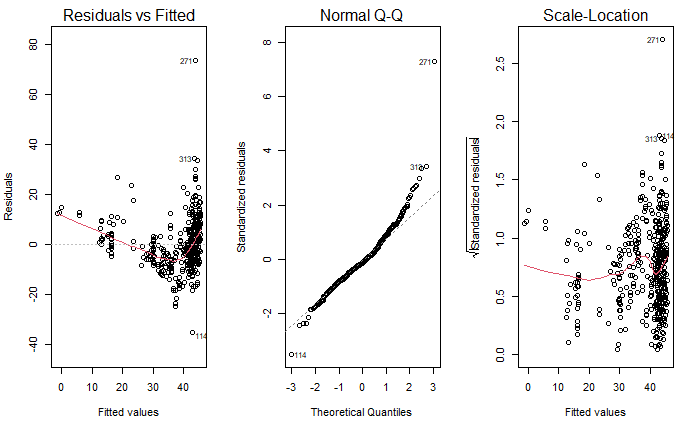 Residuals vs Fitted
Residuals
80
60
40
20
0
-20
-40
271
313
114
0 10 20 30 40
Fitted values
Normal Q-Q
Standardized residuals
8
6
4
2
0
-2
271
313
114
-3 -2 -1 0 1 2 3
Theoretical Quantiles
Scale-Location
√|Standardized residuals|
2.5
2.0
1.5
1.0
0.5
0.0
271
313
114
0 10 20 30 40
Fitted values